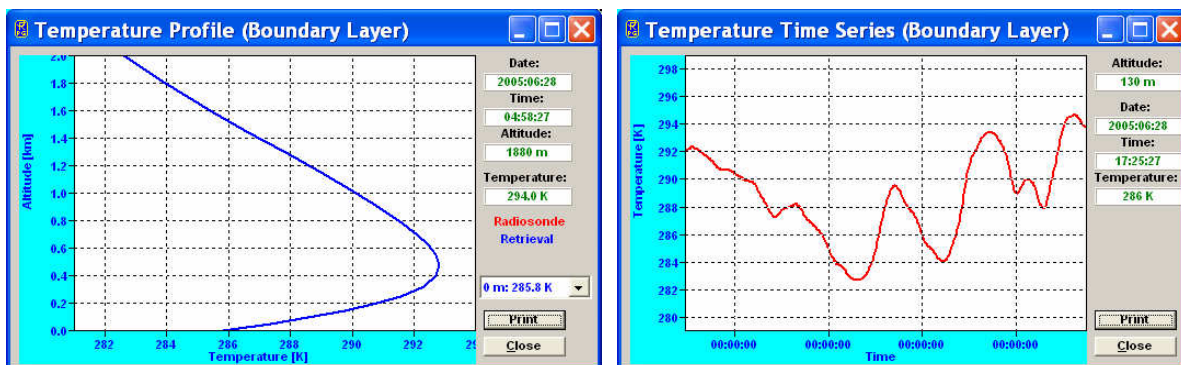 Temperature Profile (Boundary Layer)
2.0
1.8
1.6
1.4
1.2
1.0
0.8
0.6
0.4
0.2
0.0
Altitude [km]
282
284
286
288
290
292
Temperature [K]
Date:
2005:06:28
Time:
04:58:27
Altitude:
1880 m
Temperature:
294.0 K
Radiosonde
Retrieval
0 m: 285.8 K
Print
Close
Temperature Time Series (Boundary Layer)
298
296
294
292
290
288
286
284
282
280
Temperature [K]
00:00:00
00:00:00
00:00:00
00:00:00
Time
Altitude:
130 m
Date:
2005:06:28
Time:
17:25:27
Temperature:
286 K
Print
Close